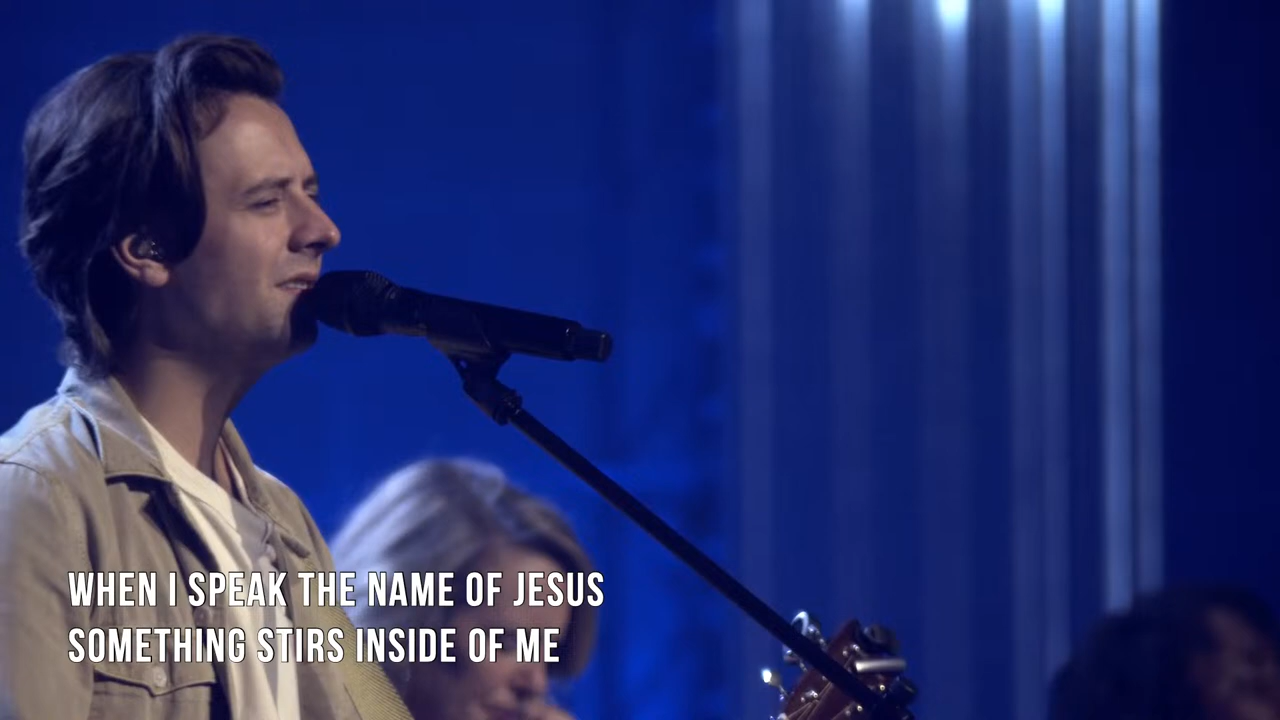 WHEN I SPEAK THE NAME OF JESUS
SOMETHING STIRS INSIDE OF ME